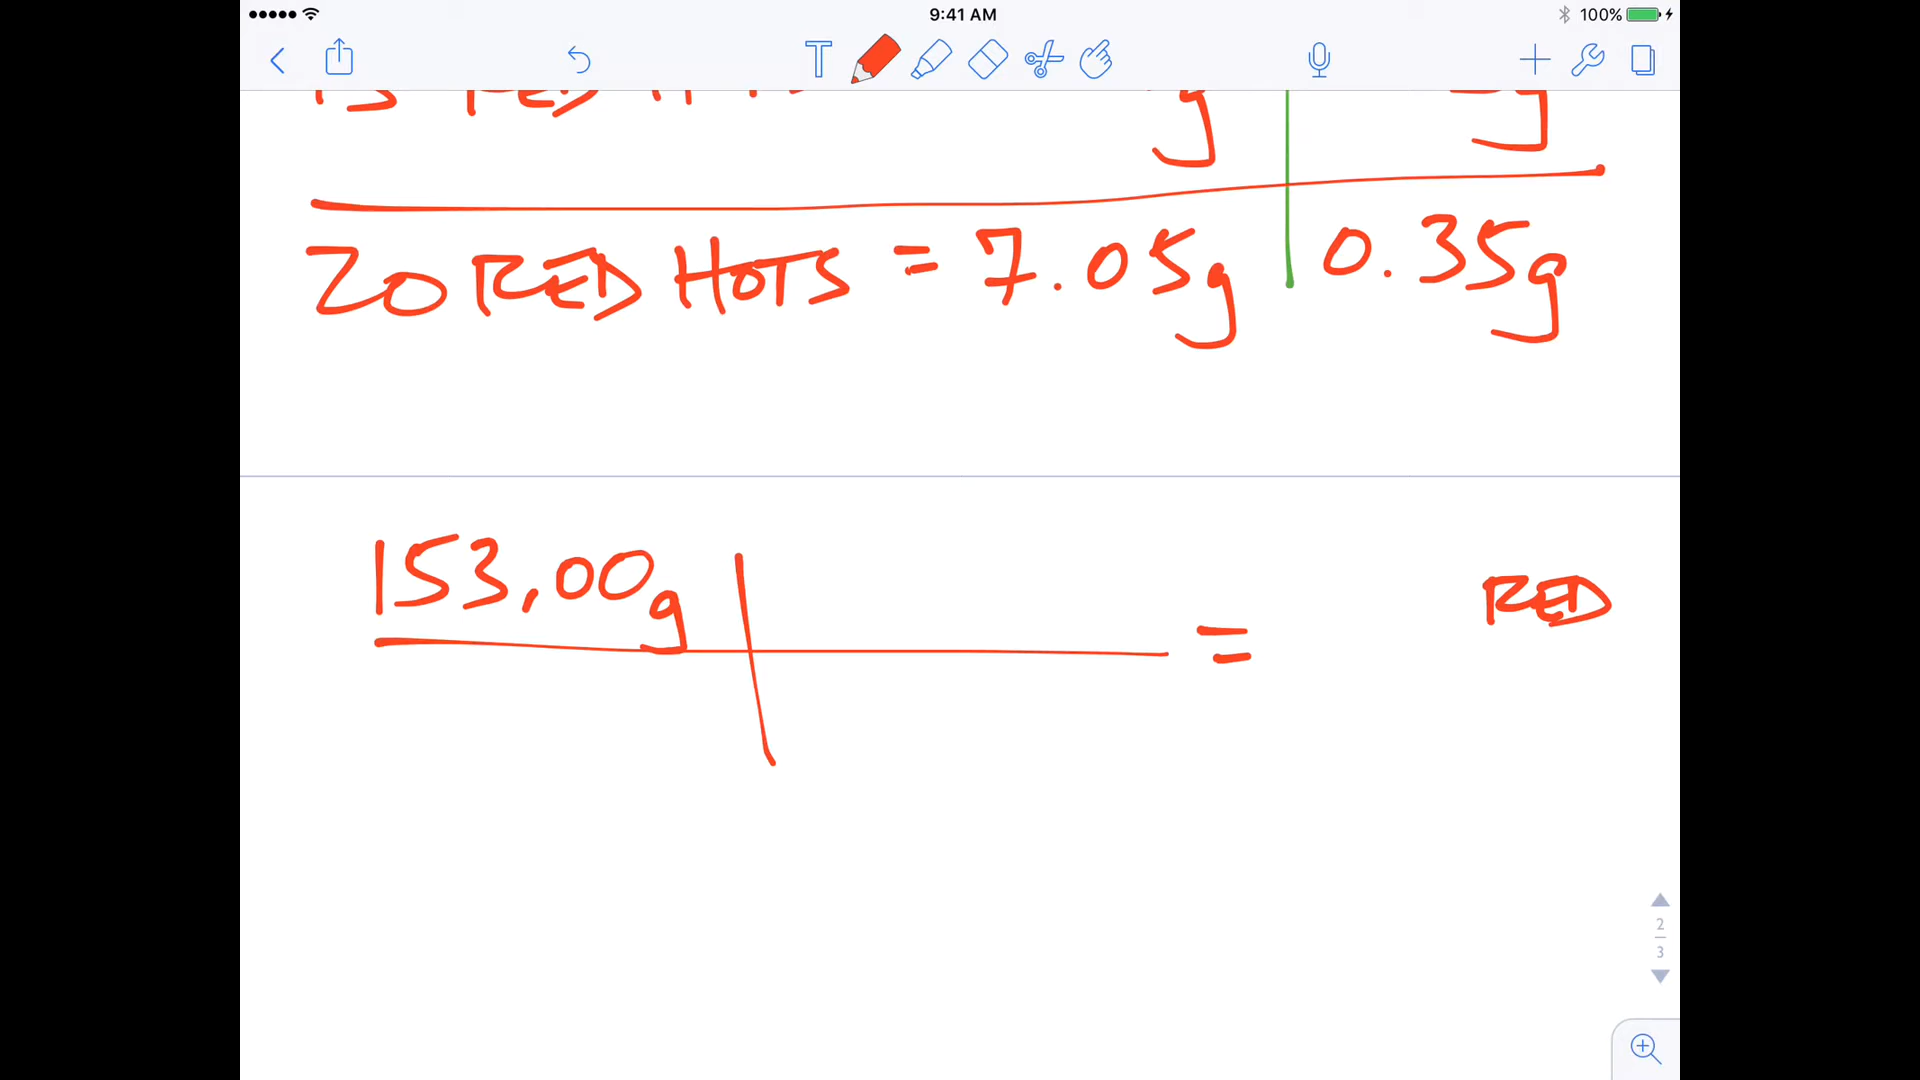 9:41 AM 100%
T
20 RED HOTS = 7.05g 0.35g
153.00g = RED
2
3